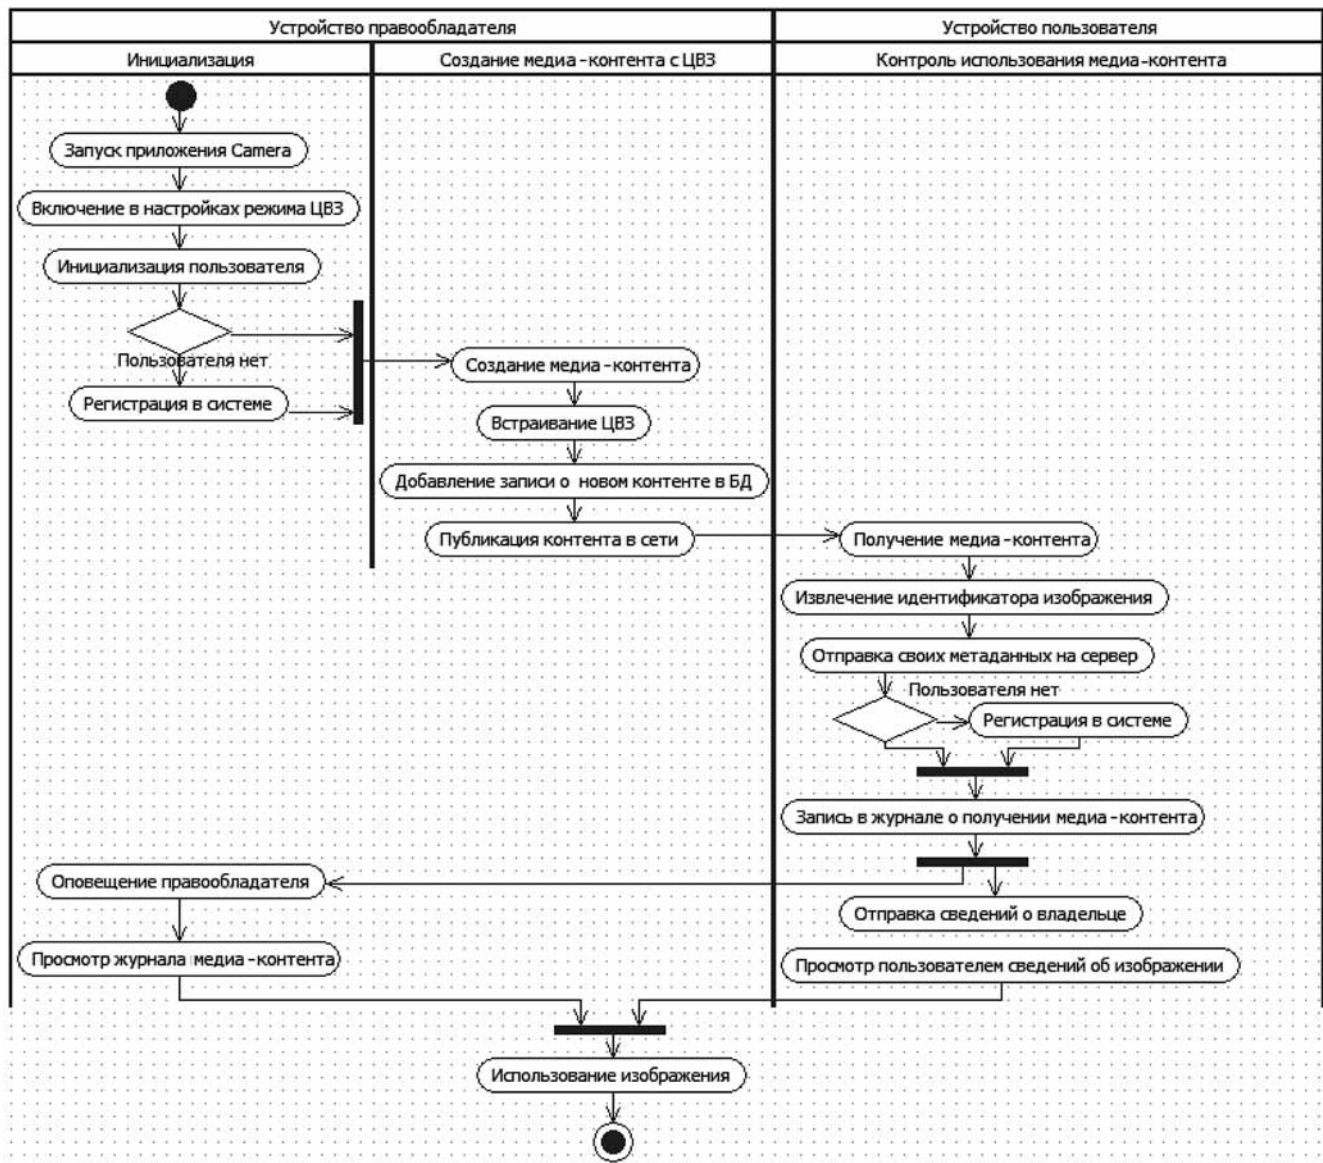 Устройство правообладателя
Устройство пользователя
Инициализация
Создание медиа-контента с ЦВЗ
Контроль использования медиа-контента
Запуск приложения Camera
Включение в настройках режима ЦВЗ
Инициализация пользователя
Пользователя нет
Регистрация в системе
Создание медиа-контента
Встраивание ЦВЗ
Добавление записи о новом контенте в БД
Публикация контента в сети
Получение медиа-контента
Извлечение идентификатора изображения
Отправка своих метаданных на сервер
Пользователя нет
Регистрация в системе
Запись в журнале о получении медиа-контента
Оповещение правообладателя
Отправка сведений о владельце
Просмотр журнала медиа-контента
Просмотр пользователем сведений об изображении
Использование изображения